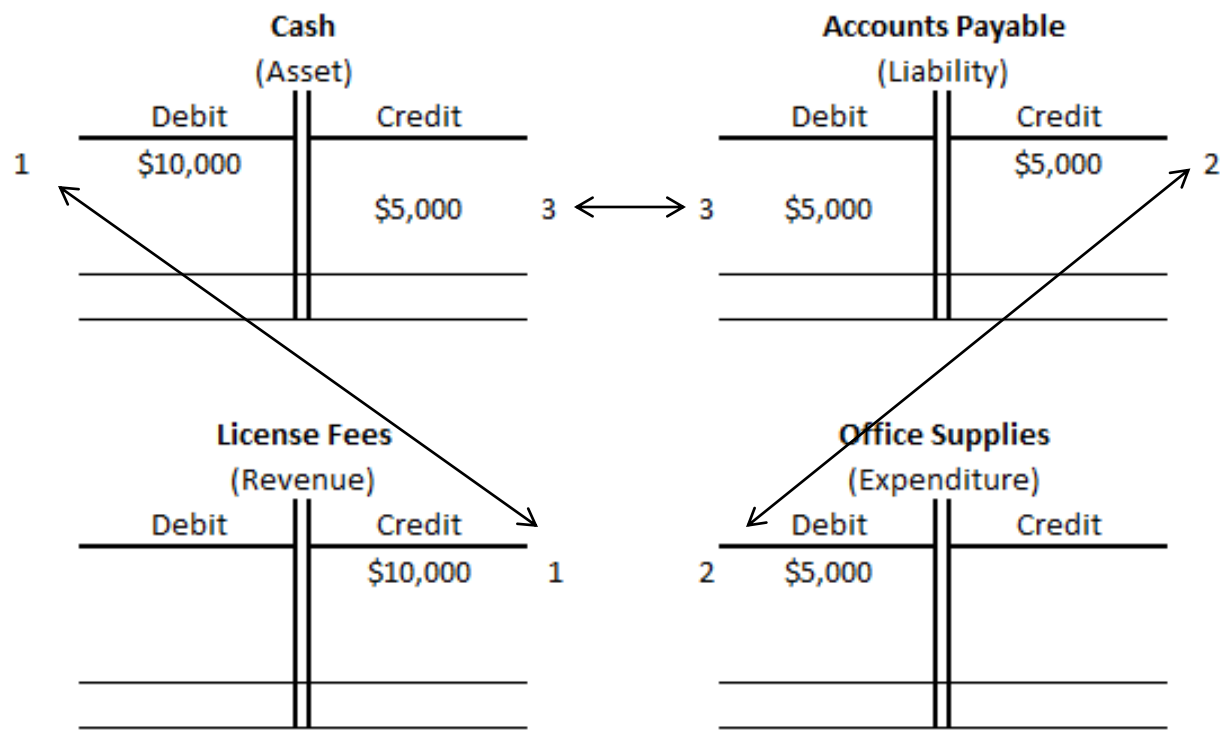 Cash Accounts Payable
(Asset) (Liability)
Debit Credit Debit Credit
1 $10,000 $5,000 2
$5,000 3 3 $5,000
License Fees Office Supplies
(Revenue) (Expenditure)
Debit Credit Debit Credit
$10,000 1 2 $5,000